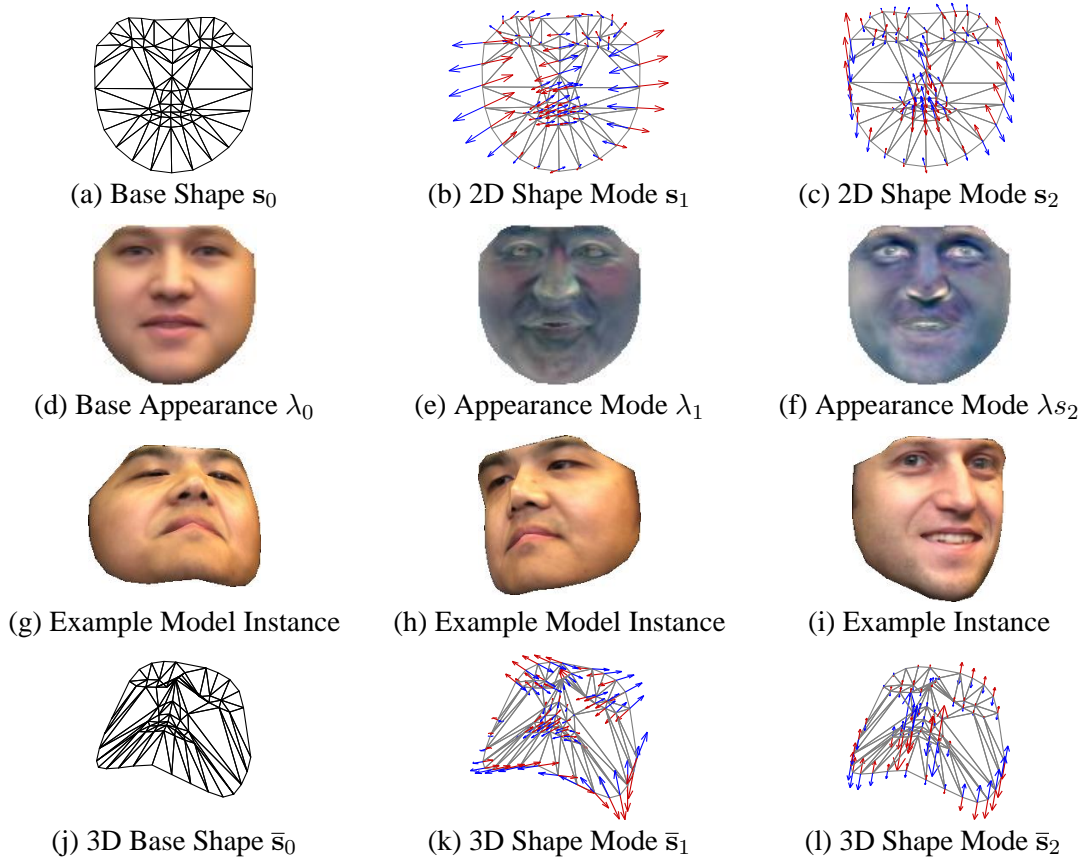 (a) Base Shape s₀
(b) 2D Shape Mode s₁
(c) 2D Shape Mode s₂
(d) Base Appearance λ₀
(e) Appearance Mode λ₁
(f) Appearance Mode λs₂
(g) Example Model Instance
(h) Example Model Instance
(i) Example Instance
(j) 3D Base Shape s̅₀
(k) 3D Shape Mode s̅₁
(l) 3D Shape Mode s̅₂